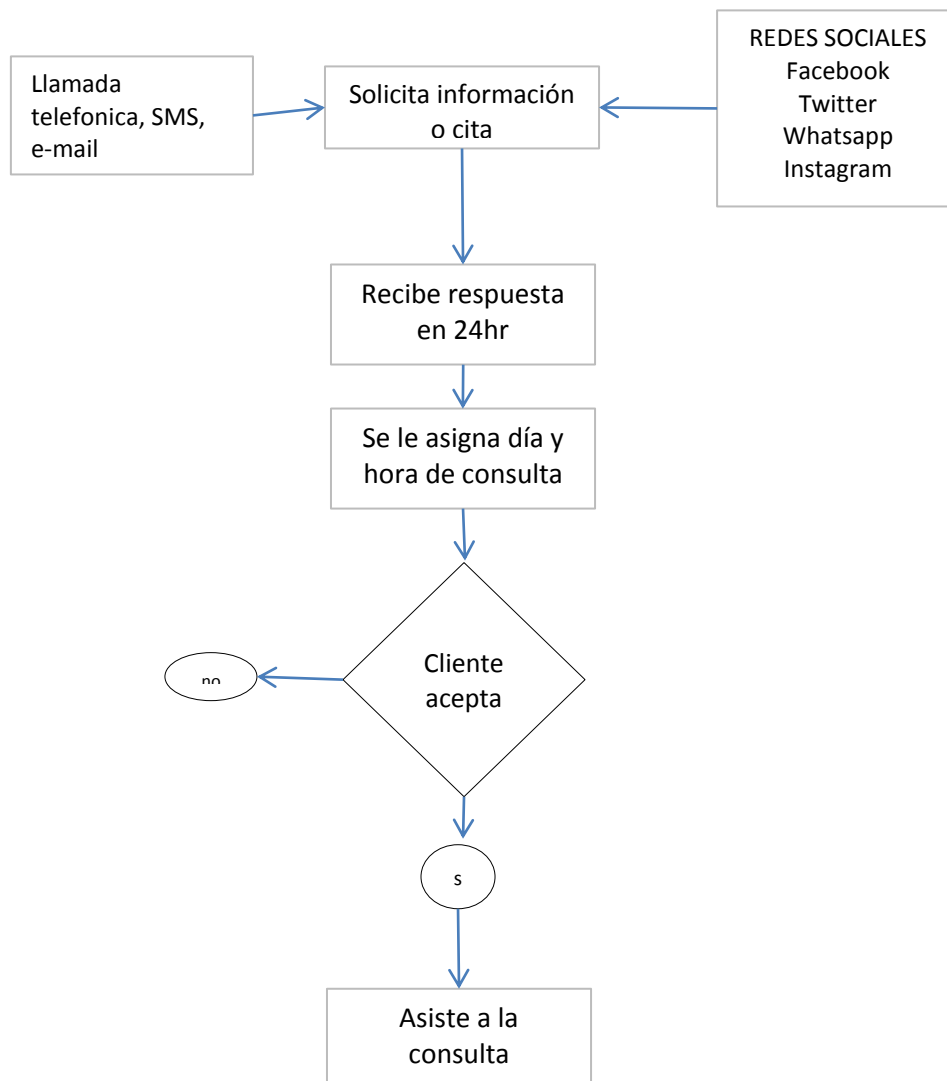 Llamada
telefonica, SMS,
e-mail
Solicita información
o cita
REDES SOCIALES
Facebook
Twitter
Whatsapp
Instagram
Recibe respuesta
en 24hr
Se le asigna día y
hora de consulta
Cliente
acepta
no
s
Asiste a la
consulta